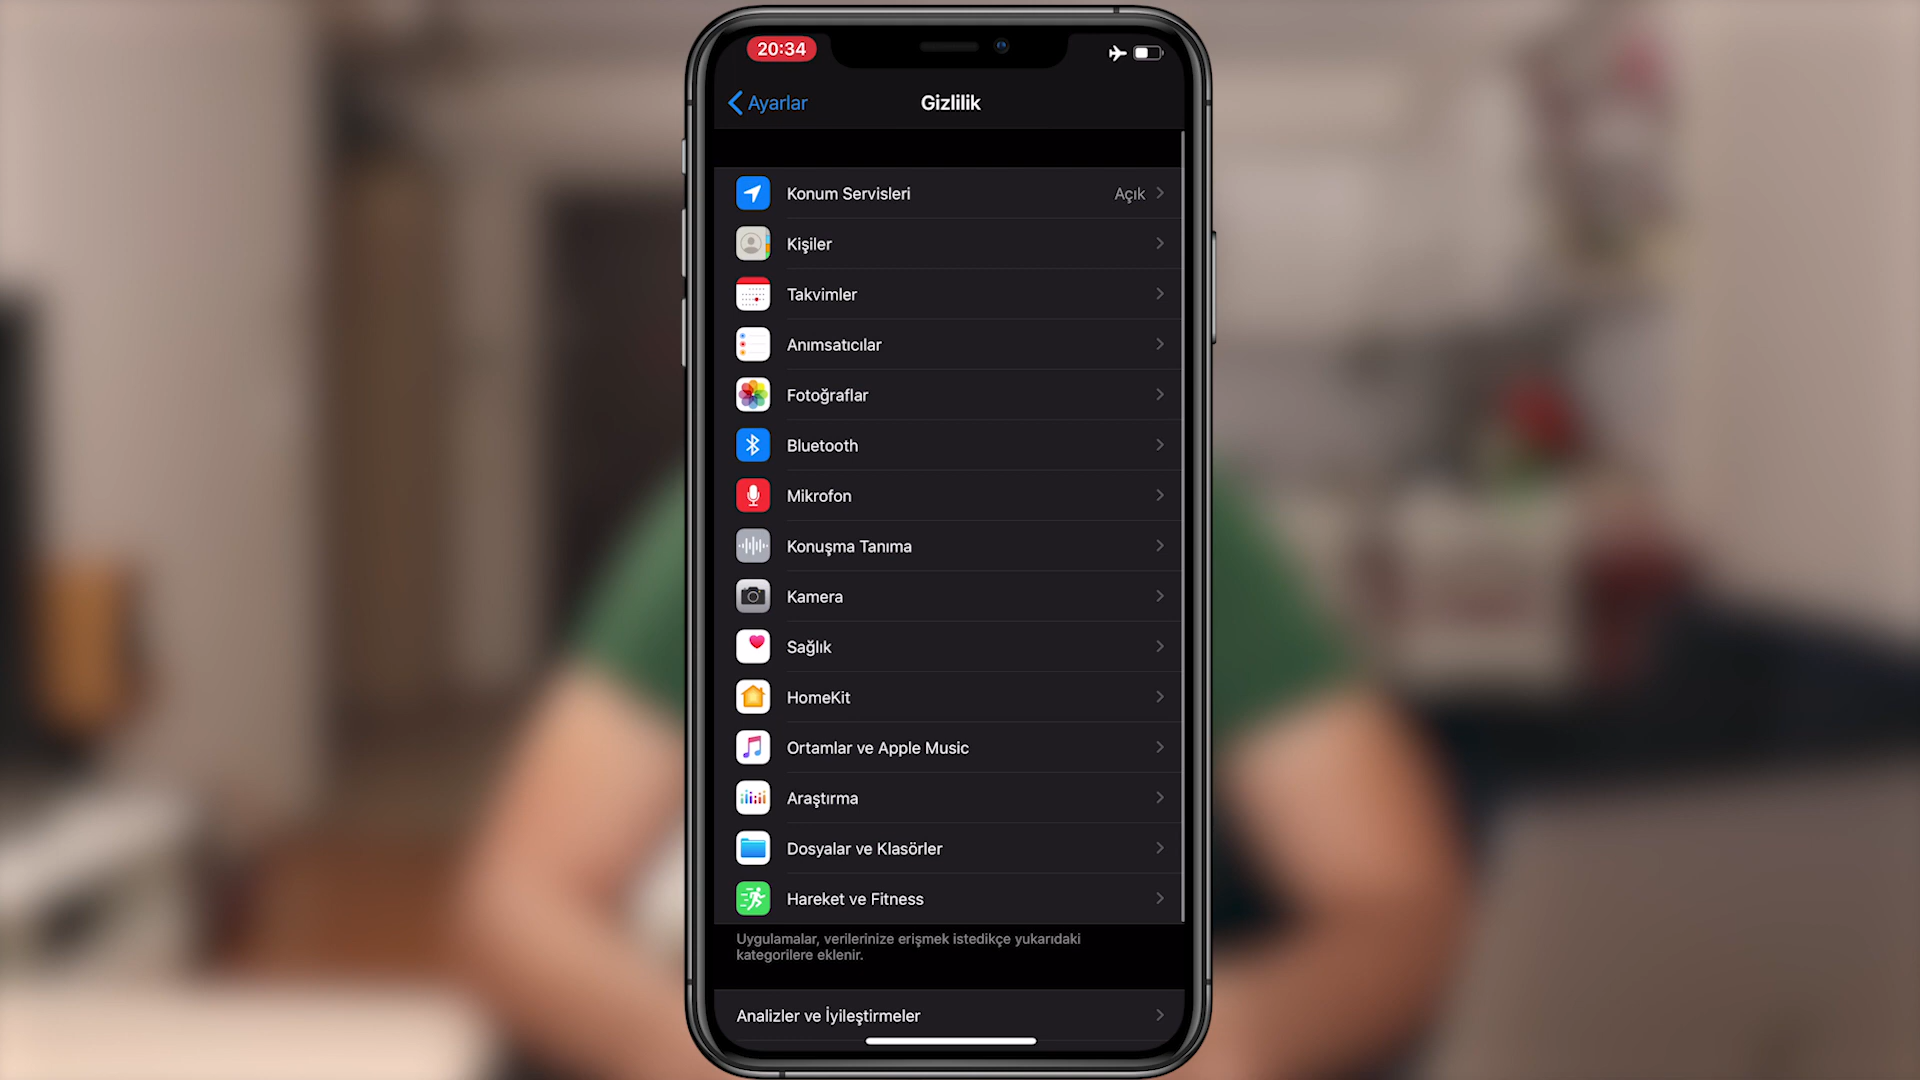 20:34
Ayarlar
Gizlilik
Konum Servisleri
Açık
Kişiler
Takvimler
Anımsatıcılar
Fotoğraflar
Bluetooth
Mikrofon
Konuşma Tanıma
Kamera
Sağlık
HomeKit
Ortamlar ve Apple Music
Araştırma
Dosyalar ve Klasörler
Hareket ve Fitness
Uygulamalar, verilerinize erişmek istedikçe yukarıdaki
kategorilere eklenir.
Analizler ve İyileştirmeler